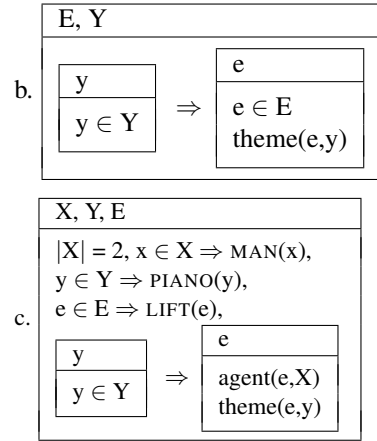 b.
E, Y
y
y ∈ Y
⇒
e
e ∈ E
theme(e,y)
c.
X, Y, E
|X| = 2, x ∈ X ⇒ MAN(x),
y ∈ Y ⇒ PIANO(y),
e ∈ E ⇒ LIFT(e),
y
y ∈ Y
⇒
e
agent(e,X)
theme(e,y)